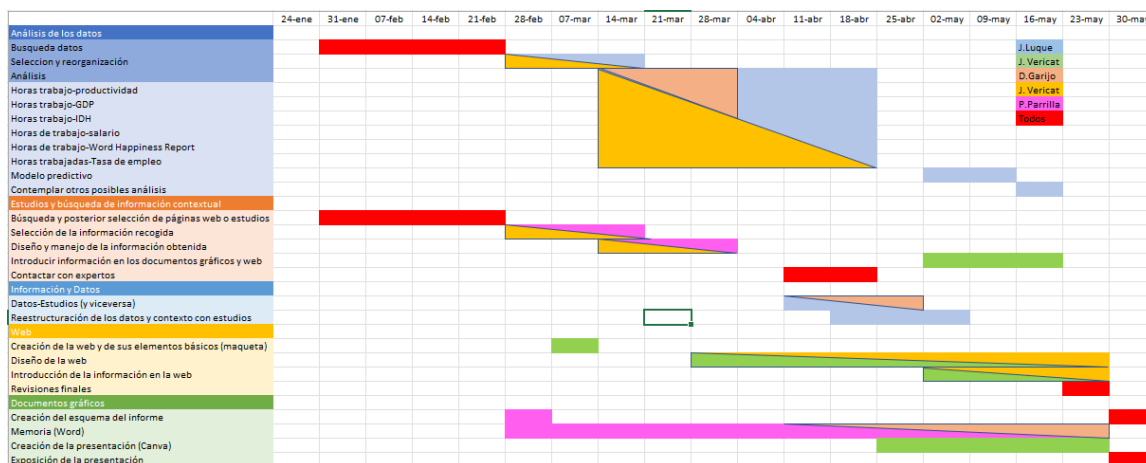 24-ene 31-ene 07-feb 14-feb 21-feb 28-feb 07-mar 14-mar 21-mar 28-mar 04-abr 11-abr 18-abr 25-abr 02-may 09-may 16-may 23-may 30-may
Análisis de los datos
Busqueda datos J.Luque
Seleccion y reorganización J. Vericat
Análisis D.Garijo
Horas trabajo-productividad J. Vericat
Horas trabajo-GDP P.Parrilla
Horas trabajo-IDH Todos
Horas de trabajo-salario
Horas de trabajo-Word Happiness Report
Horas trabajadas-Tasa de empleo
Modelo predictivo
Contemplar otros posibles análisis
Estudios y búsqueda de información contextual
Búsqueda y posterior selección de páginas web o estudios
Selección de la información recogida
Diseño y manejo de la información obtenida
Introducir información en los documentos gráficos y web
Contactar con expertos
Información y Datos
Datos-Estudios (y viceversa)
Reestructuración de los datos y contexto con estudios
Web
Creación de la web y de sus elementos básicos (maqueta)
Diseño de la web
Introducción de la información en la web
Revisiones finales
Documentos gráficos
Creación del esquema del informe
Memoria (Word)
Creación de la presentación (Canva)
Exposición de la presentación